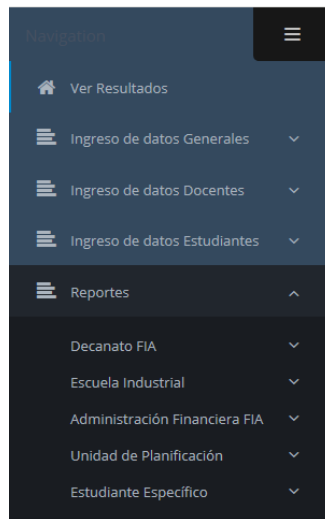 Navigation
Ver Resultados
Ingreso de datos Generales
Ingreso de datos Docentes
Ingreso de datos Estudiantes
Reportes
Decanato FIA
Escuela Industrial
Administración Financiera FIA
Unidad de Planificación
Estudiante Específico